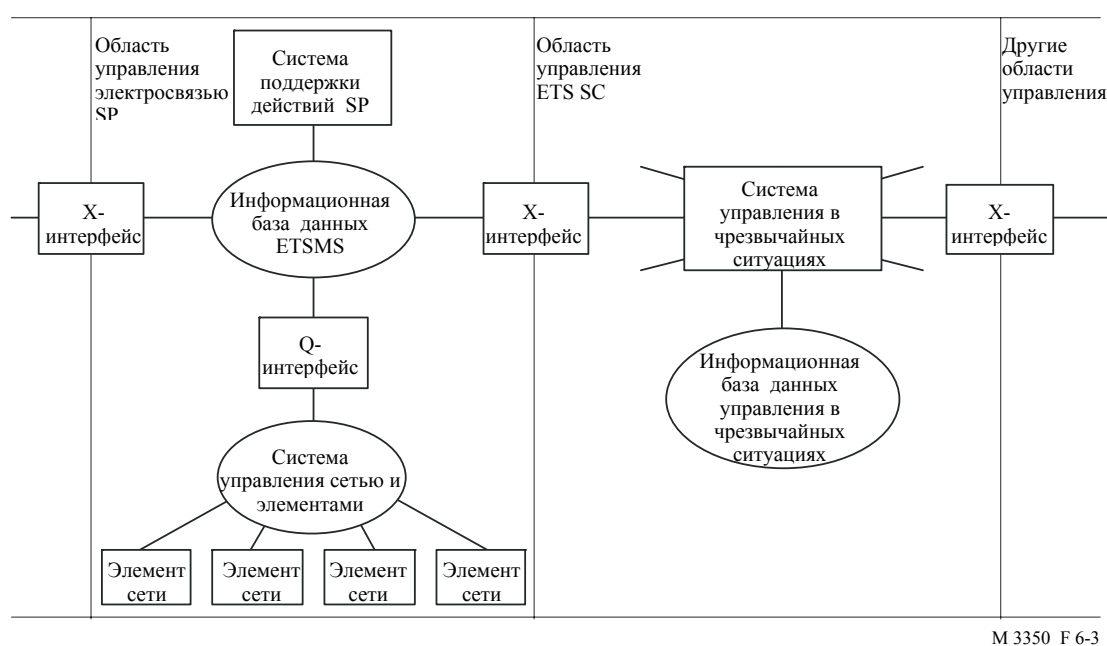 Область
управления
электросвязью
SP
Система
поддержки
действий SP
Область
управления
ETS SC
Другие
области
управления
X-
интерфейс
Информационная
база данных
ETSMS
X-
интерфейс
Система
управления в
чрезвычайных
ситуациях
X-
интерфейс
Q-
интерфейс
Информационная
база данных
управления в
чрезвычайных
ситуациях
Система
управления сетью и
элементами
Элемент
сети
Элемент
сети
Элемент
сети
Элемент
сети
M 3350 F 6-3